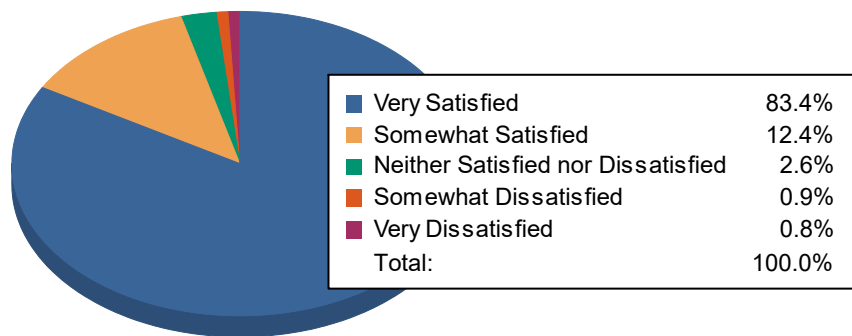 Very Satisfied 83.4%
Somewhat Satisfied 12.4%
Neither Satisfied nor Dissatisfied 2.6%
Somewhat Dissatisfied 0.9%
Very Dissatisfied 0.8%
Total: 100.0%